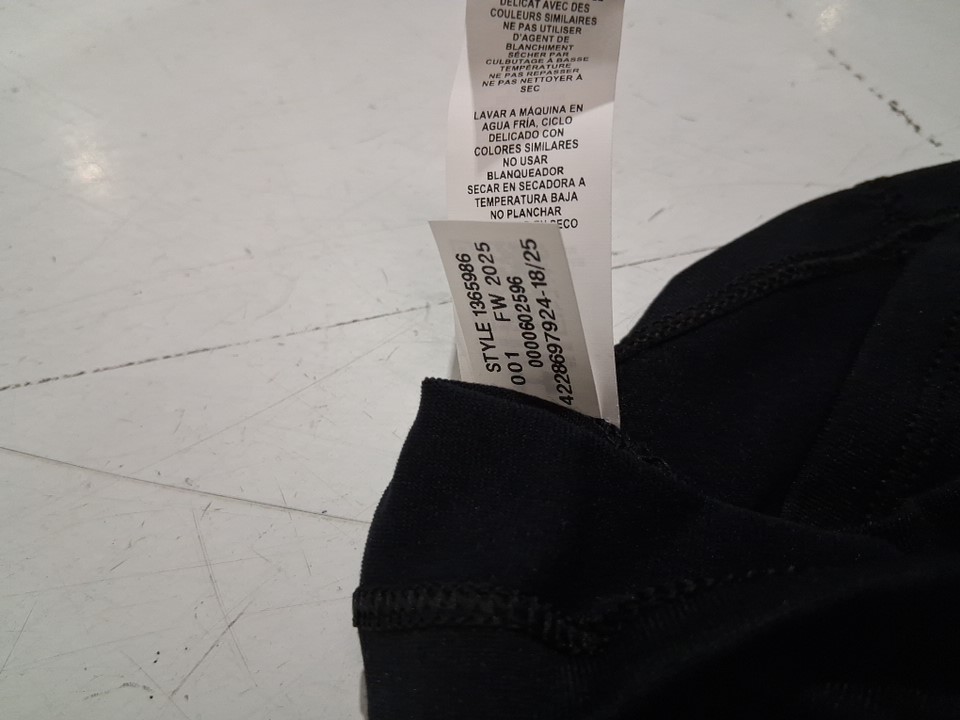 DÉLICAT AVEC DES
COULEURS SIMILAIRES
NE PAS UTILISER
D'AGENT DE
BLANCHIMENT
SÉCHER PAR
CULBUTAGE À BASSE
TEMPÉRATURE
NE PAS REPASSER
NE PAS NETTOYER À
SEC
LAVAR A MÁQUINA EN
AGUA FRÍA, CICLO
DELICADO CON
COLORES SIMILARES
NO USAR
BLANQUEADOR
SECAR EN SECADORA A
TEMPERATURA BAJA
NO PLANCHAR
SECO
STYLE 1365986
001 FW 2025
0000602596
4228697924-18/25